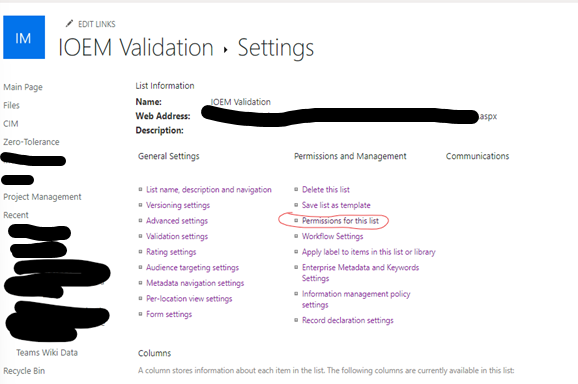 IM
EDIT LINKS
IOEM Validation ▸ Settings
Main Page
Files
CIM
Zero-Tolerance
Project Management
Recent
Teams Wiki Data
Recycle Bin
List Information
Name: IOEM Validation
Web Address: .aspx
Description:
General Settings
List name, description and navigation
Versioning settings
Advanced settings
Validation settings
Rating settings
Audience targeting settings
Metadata navigation settings
Per-location view settings
Form settings
Permissions and Management
Delete this list
Save list as template
Permissions for this list
Workflow Settings
Apply label to items in this list or library
Enterprise Metadata and Keywords
Settings
Information management policy
settings
Record declaration settings
Communications
Columns
A column stores information about each item in the list. The following columns are currently available in this list: